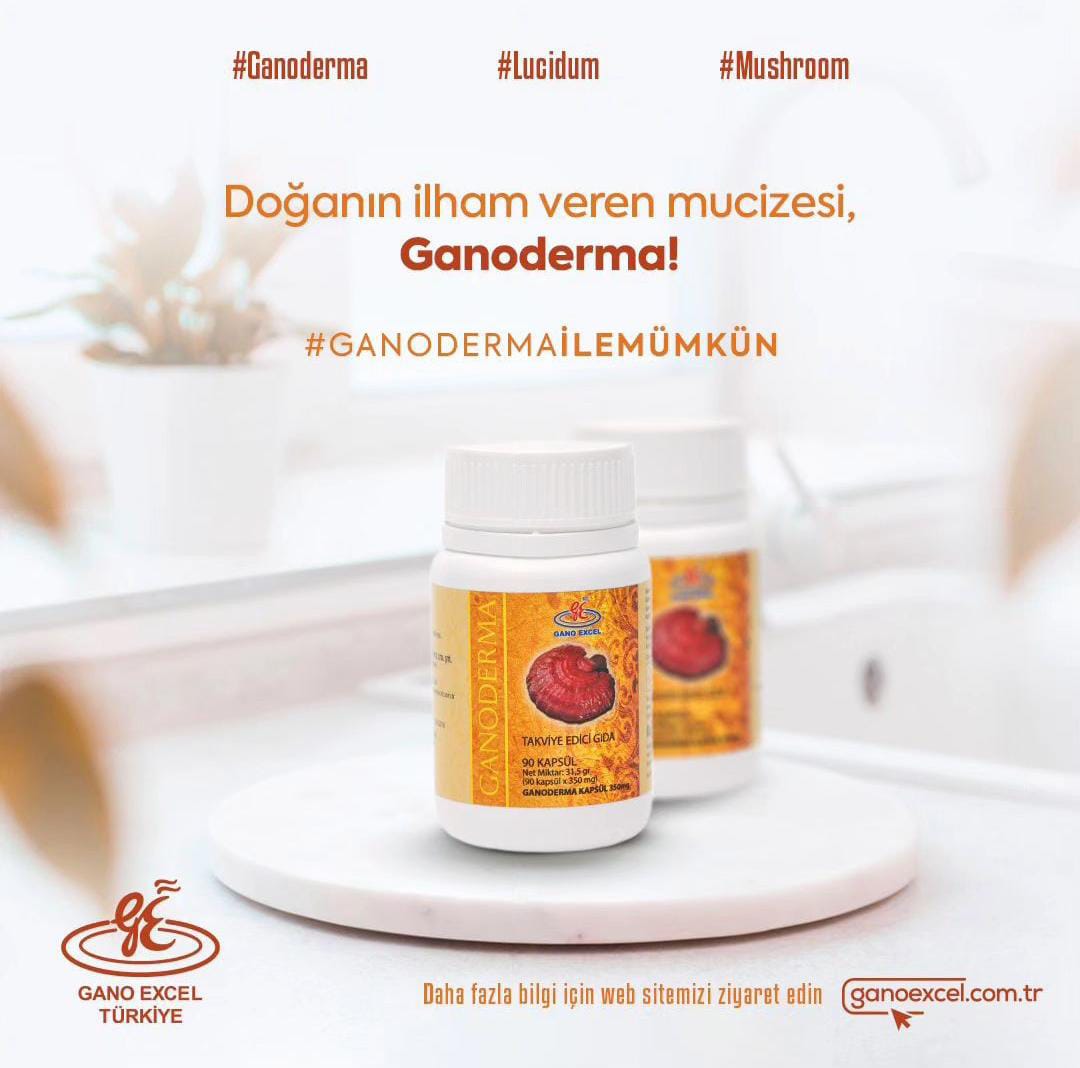 #Ganoderma #Lucidum #Mushroom
Doğanın ilham veren mucizesi,
Ganoderma!
#GANODERMAİLEMÜMKÜN
GANODERMA
GE
GANO EXCEL
TAKVİYE EDİCİ GIDA
90 KAPSÜL
Net Miktar: 31,5 gr.
(90 kapsül x 350 mg)
GANODERMA KAPSÜL 350mg.
GE
GANO EXCEL
TÜRKİYE
Daha fazla bilgi için web sitemizi ziyaret edin ganoexcel.com.tr